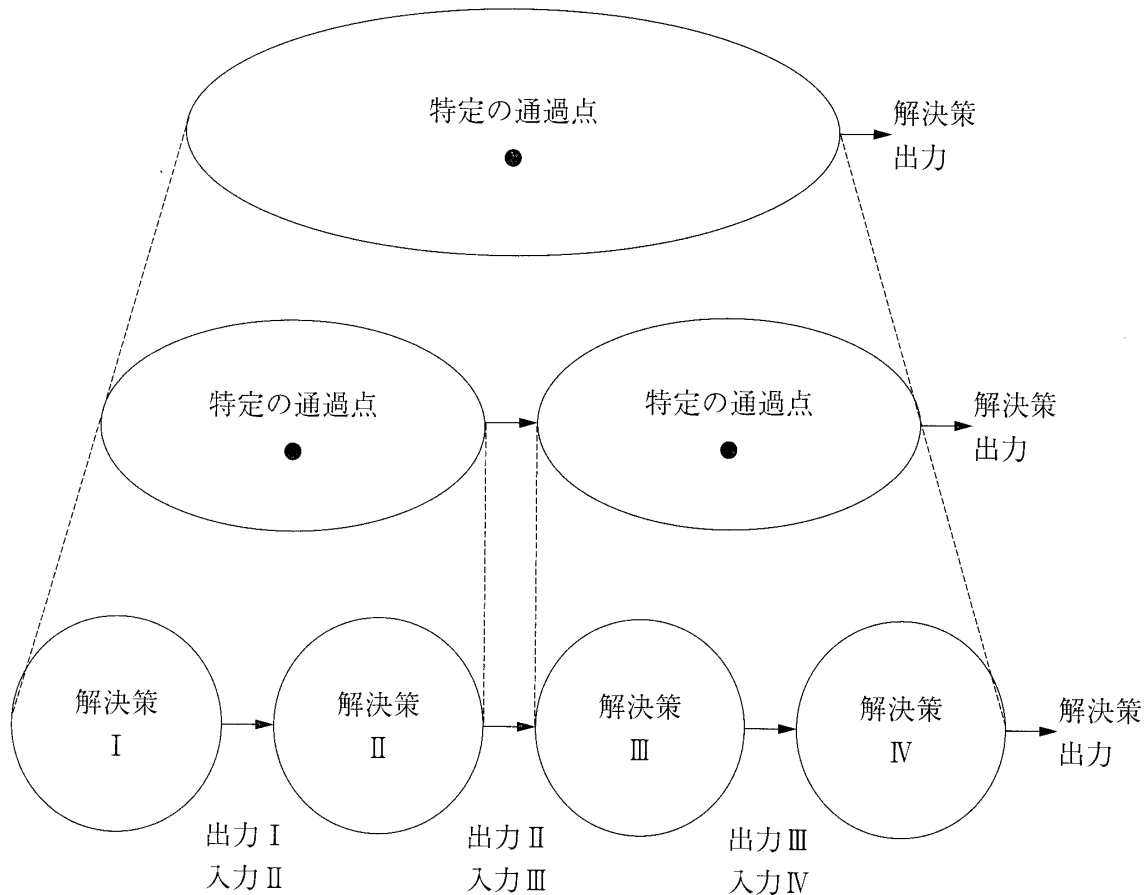 特定の通過点
解決策
出力
特定の通過点
特定の通過点
解決策
出力
解決策
Ⅰ
解決策
Ⅱ
解決策
Ⅲ
解決策
Ⅳ
解決策
出力
出力Ⅰ
入力Ⅱ
出力Ⅱ
入力Ⅲ
出力Ⅲ
入力Ⅳ